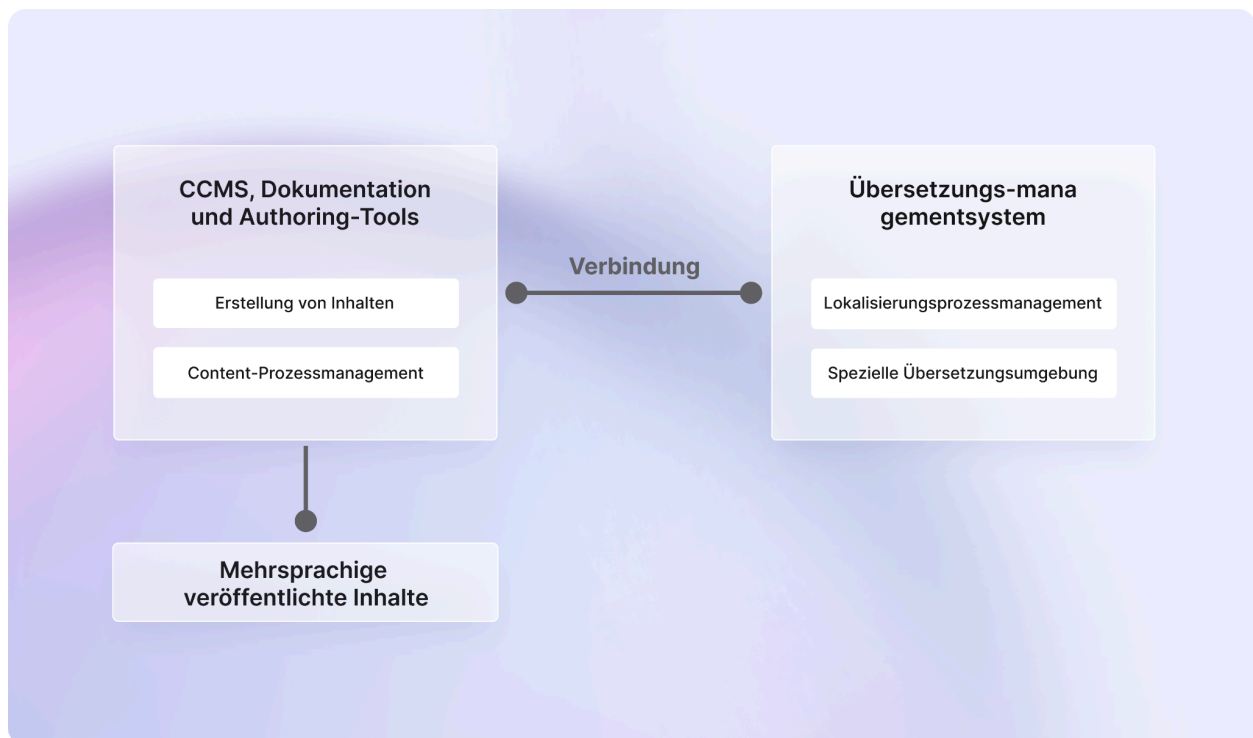 CCMS, Dokumentation
und Authoring-Tools
Erstellung von Inhalten
Content-Prozessmanagement
Verbindung
Übersetzungs-mana
gementsystem
Lokalisierungsprozessmanagement
Spezielle Übersetzungsumgebung
Mehrsprachige
veröffentlichte Inhalte